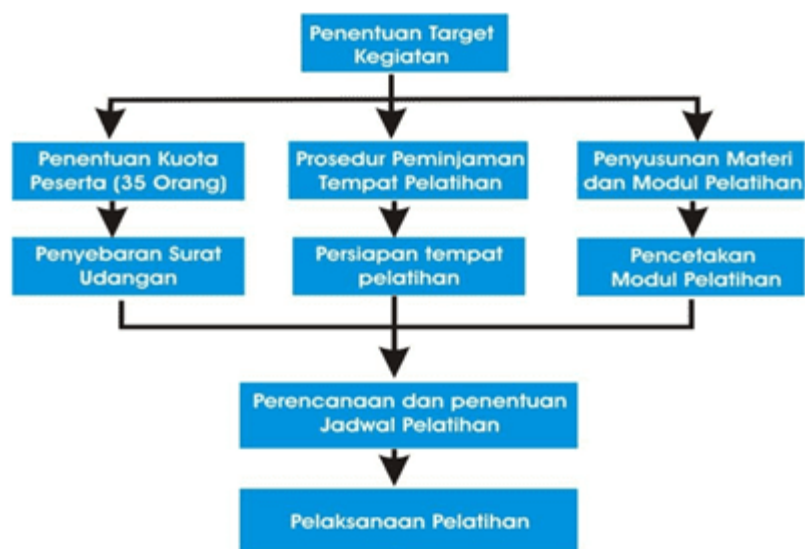 Penentuan Target
Kegiatan
Penentuan Kuota
Peserta (35 Orang)
Prosedur Peminjaman
Tempat Pelatihan
Penyusunan Materi
dan Modul Pelatihan
Penyebaran Surat
Udangan
Persiapan tempat
pelatihan
Pencetakan
Modul Pelatihan
Perencanaan dan penentuan
Jadwal Pelatihan
Pelaksanaan Pelatihan